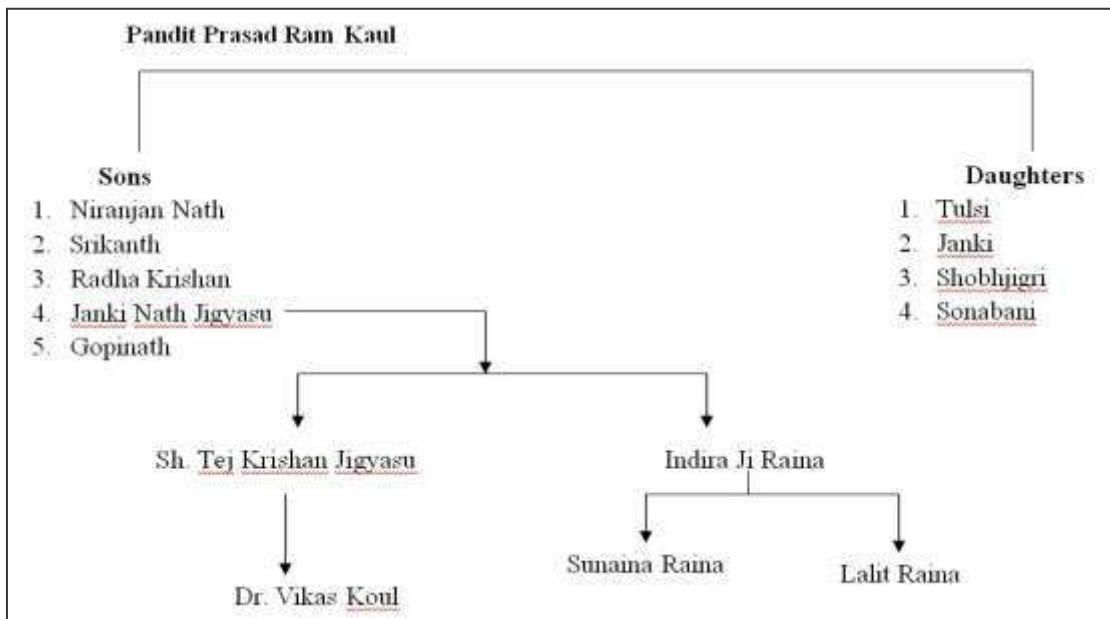 Pandit Prasad Ram Kaul
Sons
1. Niranjan Nath
2. Srikanth
3. Radha Krishan
4. Janki Nath Jigyasu
5. Gopinath
Daughters
1. Tulsi
2. Janki
3. Shobhjigri
4. Sonabani
Sh. Tej Krishan Jigyasu
Indira Ji Raina
Sunaina Raina
Lalit Raina
Dr. Vikas Koul